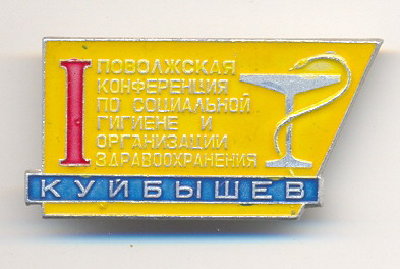 I
ПОВОЛЖСКАЯ
КОНФЕРЕНЦИЯ
ПО СОЦИАЛЬНОЙ
ГИГИЕНЕ И
ОРГАНИЗАЦИИ
ЗДРАВООХРАНЕНИЯ
КУЙБЫШЕВ